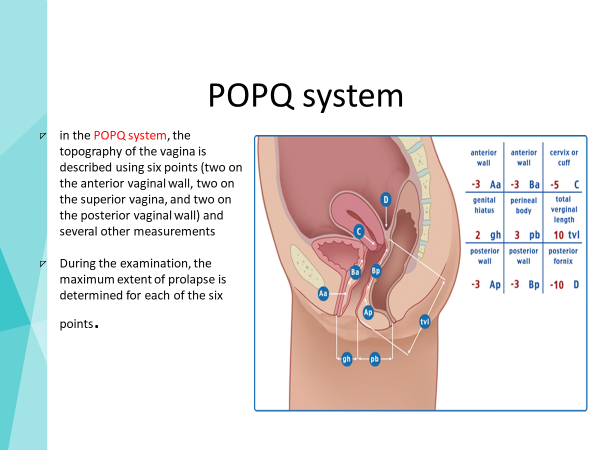 POPQ system
in the POPQ system, the
topography of the vagina is
described using six points (two on
the anterior vaginal wall, two on
the superior vagina, and two on
the posterior vaginal wall) and
several other measurements
During the examination, the
maximum extent of prolapse is
determined for each of the six
points.
D
C
Ba
Bp
Aa
Ap
tvl
gh
pb
anterior wall
anterior wall
cervix or cuff
-3 Aa
-3 Ba
-5 C
genital hiatus
perineal body
total verginal length
2 gh
3 pb
10 tvl
posterior wall
posterior wall
posterior fornix
-3 Ap
-3 Bp
-10 D